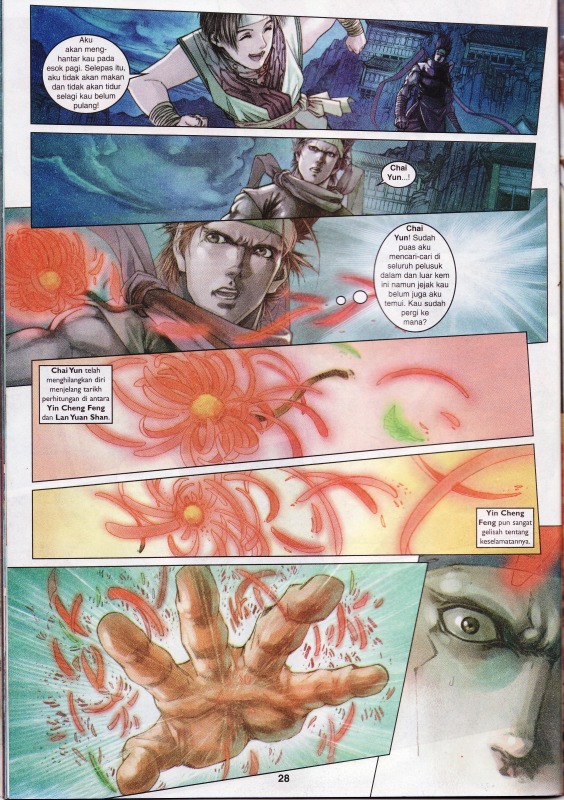 Aku
akan meng-
hantar kau pada
esok pagi. Selepas itu,
aku tidak akan makan
dan tidak akan tidur
selagi kau belum
pulang!
Chai
Yun...!
Chai
Yun! Sudah
puas aku
mencari-cari di
seluruh pelusuk
dalam dan luar kem
ini namun jejak kau
belum juga aku
temui. Kau sudah
pergi ke
mana?
Chai Yun telah
menghilangkan diri
menjelang tarikh
perhitungan di antara
Yin Cheng Feng
dan Lan Yuan Shan.
Yin Cheng
Feng pun sangat
gelisah tentang
keselamatannya.
28